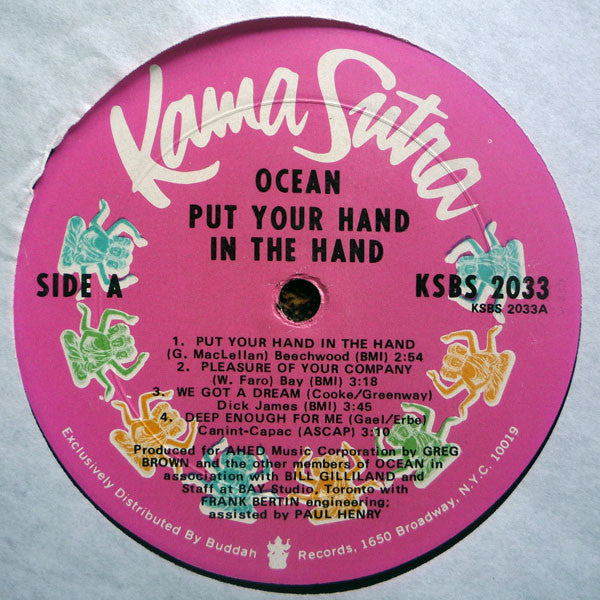 Kama Sutra
OCEAN
PUT YOUR HAND
IN THE HAND
SIDE A
KSBS 2033
KSBS 2033A
1. PUT YOUR HAND IN THE HAND
(G. MacLellan) Beechwood (BMI) 2:54
2. PLEASURE OF YOUR COMPANY
(W. Faro) Bay (BMI) 3:18
3. WE GOT A DREAM (Cooke/Greenway)
Dick James (BMI) 3:45
4. DEEP ENOUGH FOR ME (Gael/Erbe)
Canint-Capac (ASCAP) 3:10
Produced for AHED Music Corporation by GREG
BROWN and the other members of OCEAN in
association with BILL GILLILAND and
Staff at BAY Studio, Toronto with
FRANK BERTIN engineering;
assisted by PAUL HENRY
Exclusively Distributed By Buddah Records, 1650 Broadway, N.Y.C. 10019